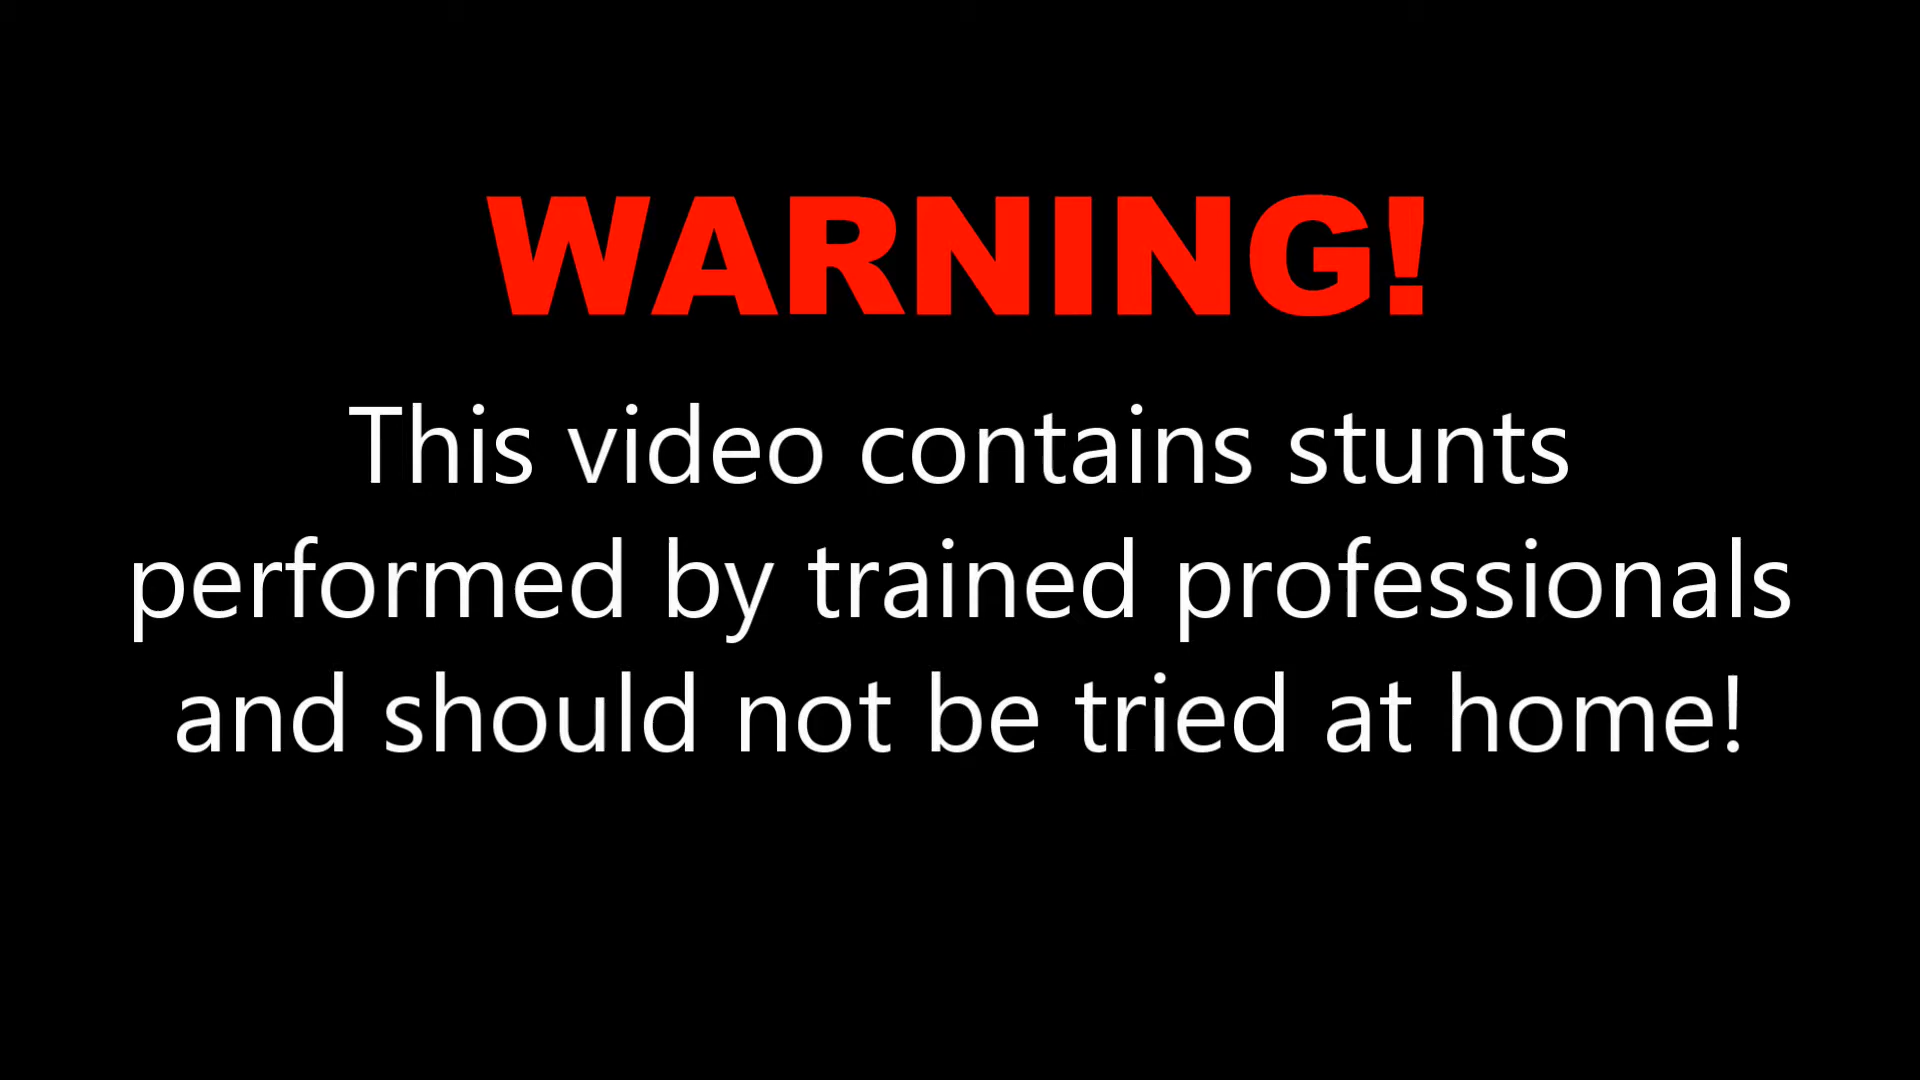 WARNING!
This video contains stunts
performed by trained professionals
and should not be tried at home!